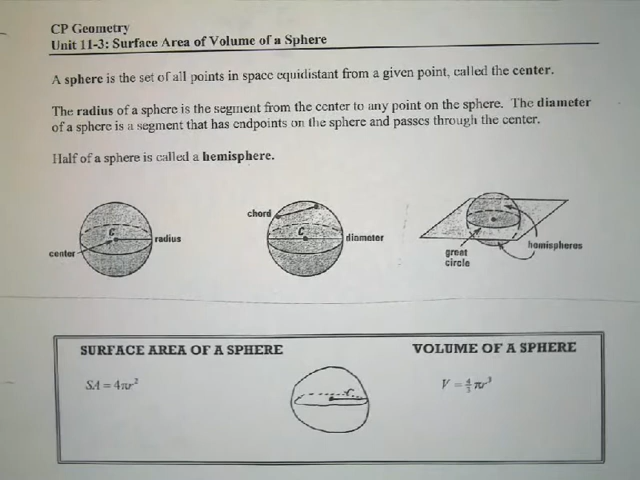 CP Geometry
Unit 11-3: Surface Area of Volume of a Sphere
A sphere is the set of all points in space equidistant from a given point, called the center.
The radius of a sphere is the segment from the center to any point on the sphere. The diameter
of a sphere is a segment that has endpoints on the sphere and passes through the center.
Half of a sphere is called a hemisphere.
C
radius
center
chord
C
diameter
great
circle
hemispheres
SURFACE AREA OF A SPHERE
VOLUME OF A SPHERE
SA = 4πr²
r
V = 4/3 πr³